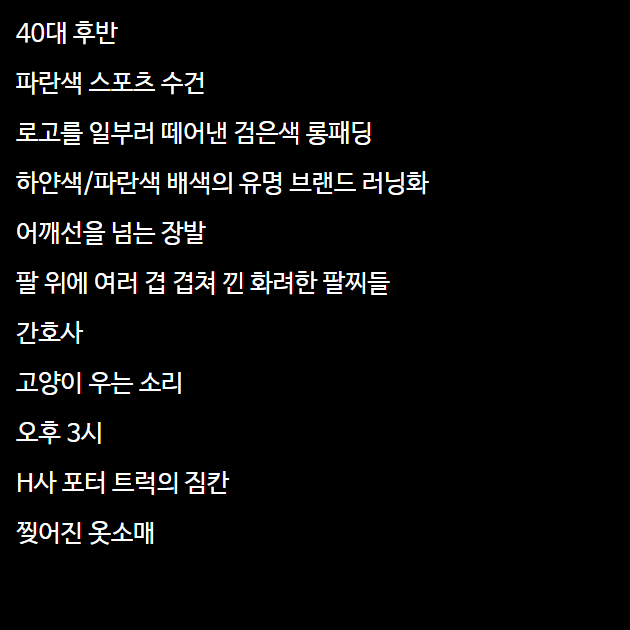 40대 후반
파란색 스포츠 수건
로고를 일부러 떼어낸 검은색 롱패딩
하얀색/파란색 배색의 유명 브랜드 러닝화
어깨선을 넘는 장발
팔 위에 여러 겹 겹쳐 낀 화려한 팔찌들
간호사
고양이 우는 소리
오후 3시
H사 포터 트럭의 짐칸
찢어진 옷소매